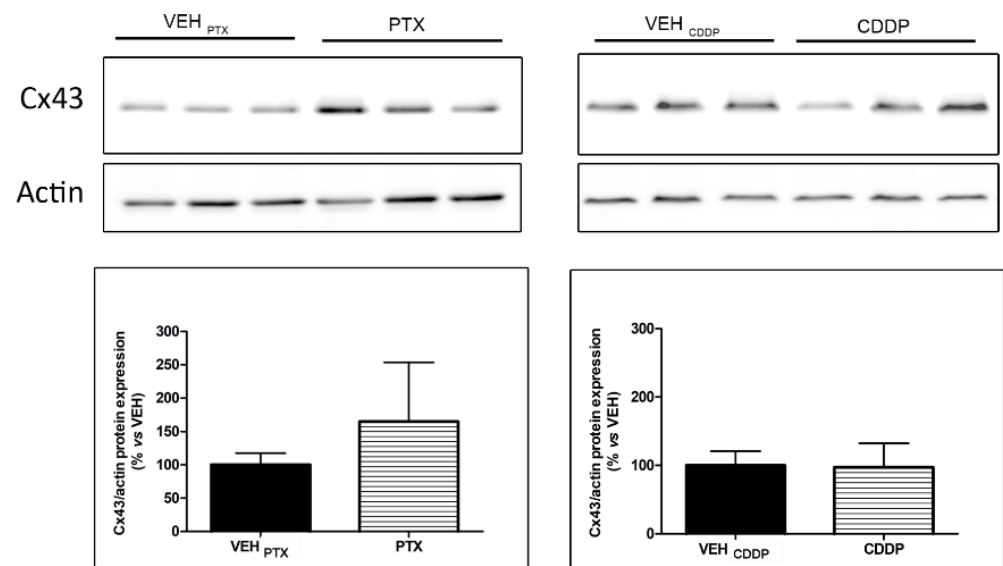 VEH PTX
PTX
VEH CDDP
CDDP
Cx43
Actin
Cx43/actin protein expression
(% vs VEH)
300
250
200
150
100
50
0
VEH PTX
PTX
Cx43/actin protein expression
(% vs VEH)
300
200
100
0
VEH CDDP
CDDP